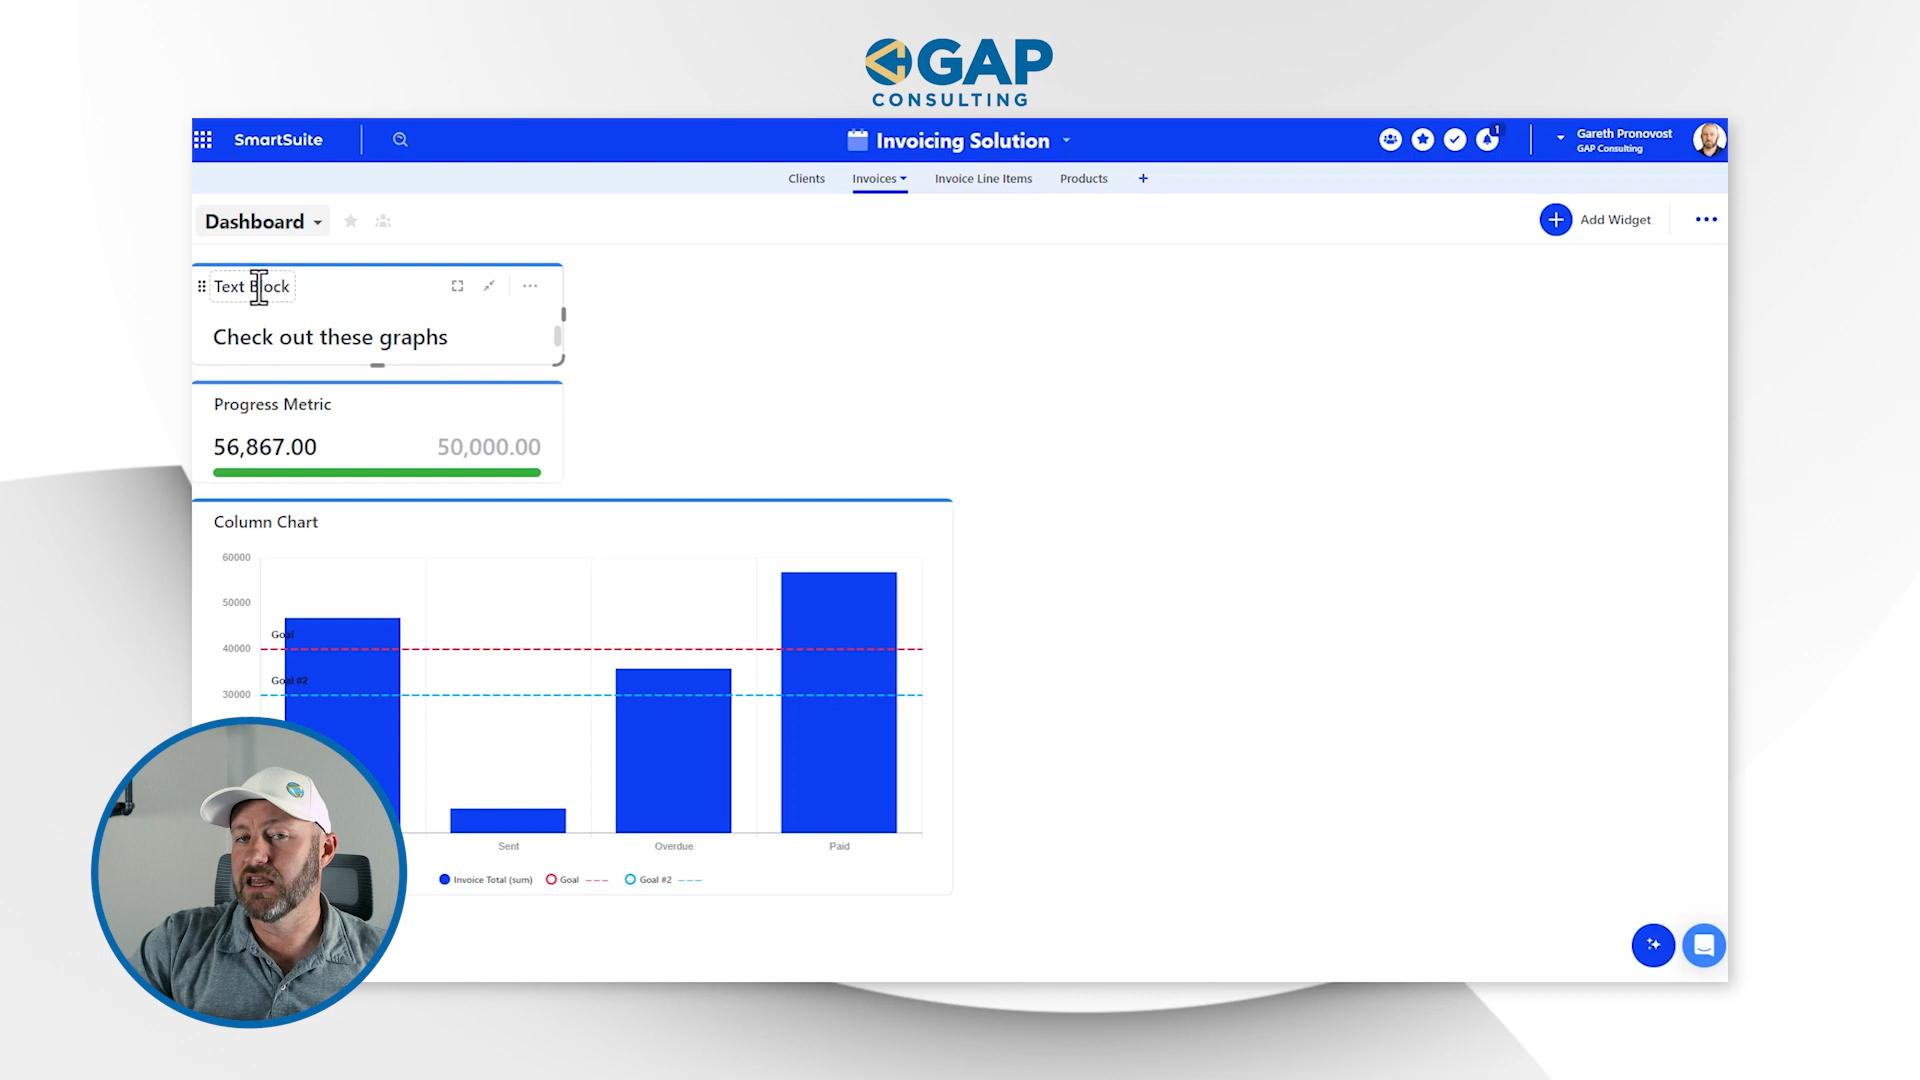 GAP
CONSULTING
SmartSuite
Invoicing Solution
1
Gareth Pronovost
GAP Consulting
Clients
Invoices
Invoice Line Items
Products
+
Dashboard
Add Widget
Text Block
Check out these graphs
Progress Metric
56,867.00 50,000.00
Column Chart
60000
50000
Goal
40000
Goal #2
30000
Sent
Overdue
Paid
Invoice Total (sum)
Goal
Goal #2